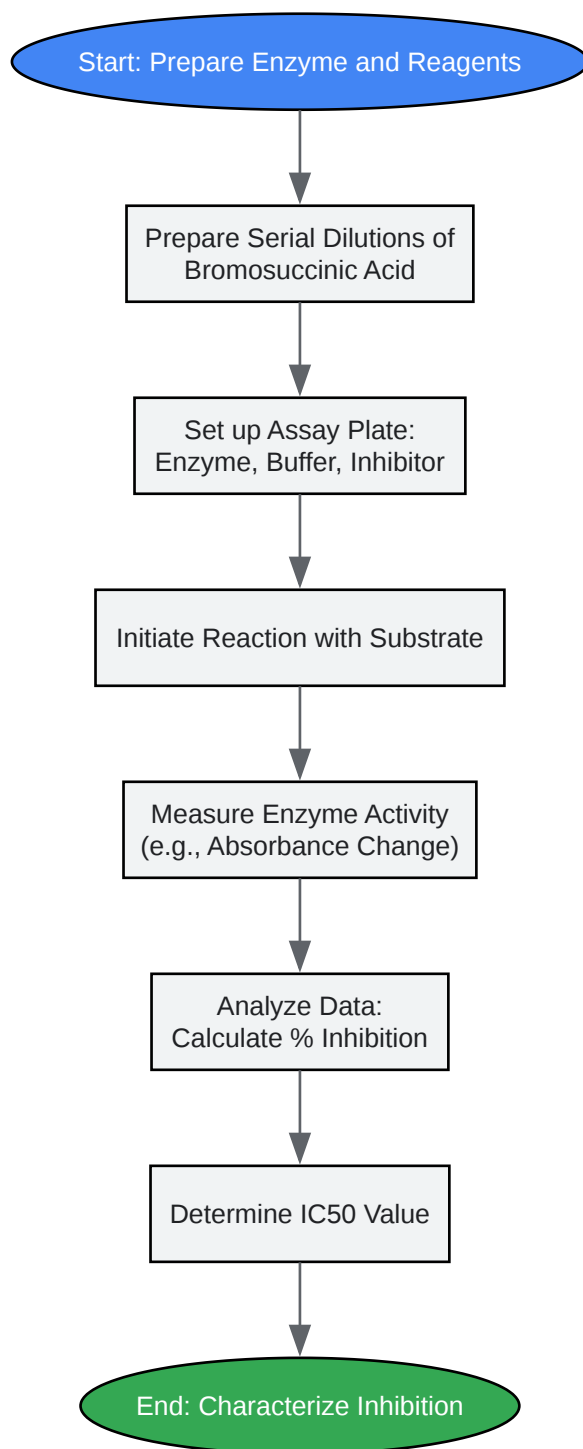 Start: Prepare Enzyme and Reagents
Prepare Serial Dilutions of
Bromosuccinic Acid
Set up Assay Plate:
Enzyme, Buffer, Inhibitor
Initiate Reaction with Substrate
Measure Enzyme Activity
(e.g., Absorbance Change)
Analyze Data:
Calculate % Inhibition
Determine IC50 Value
End: Characterize Inhibition